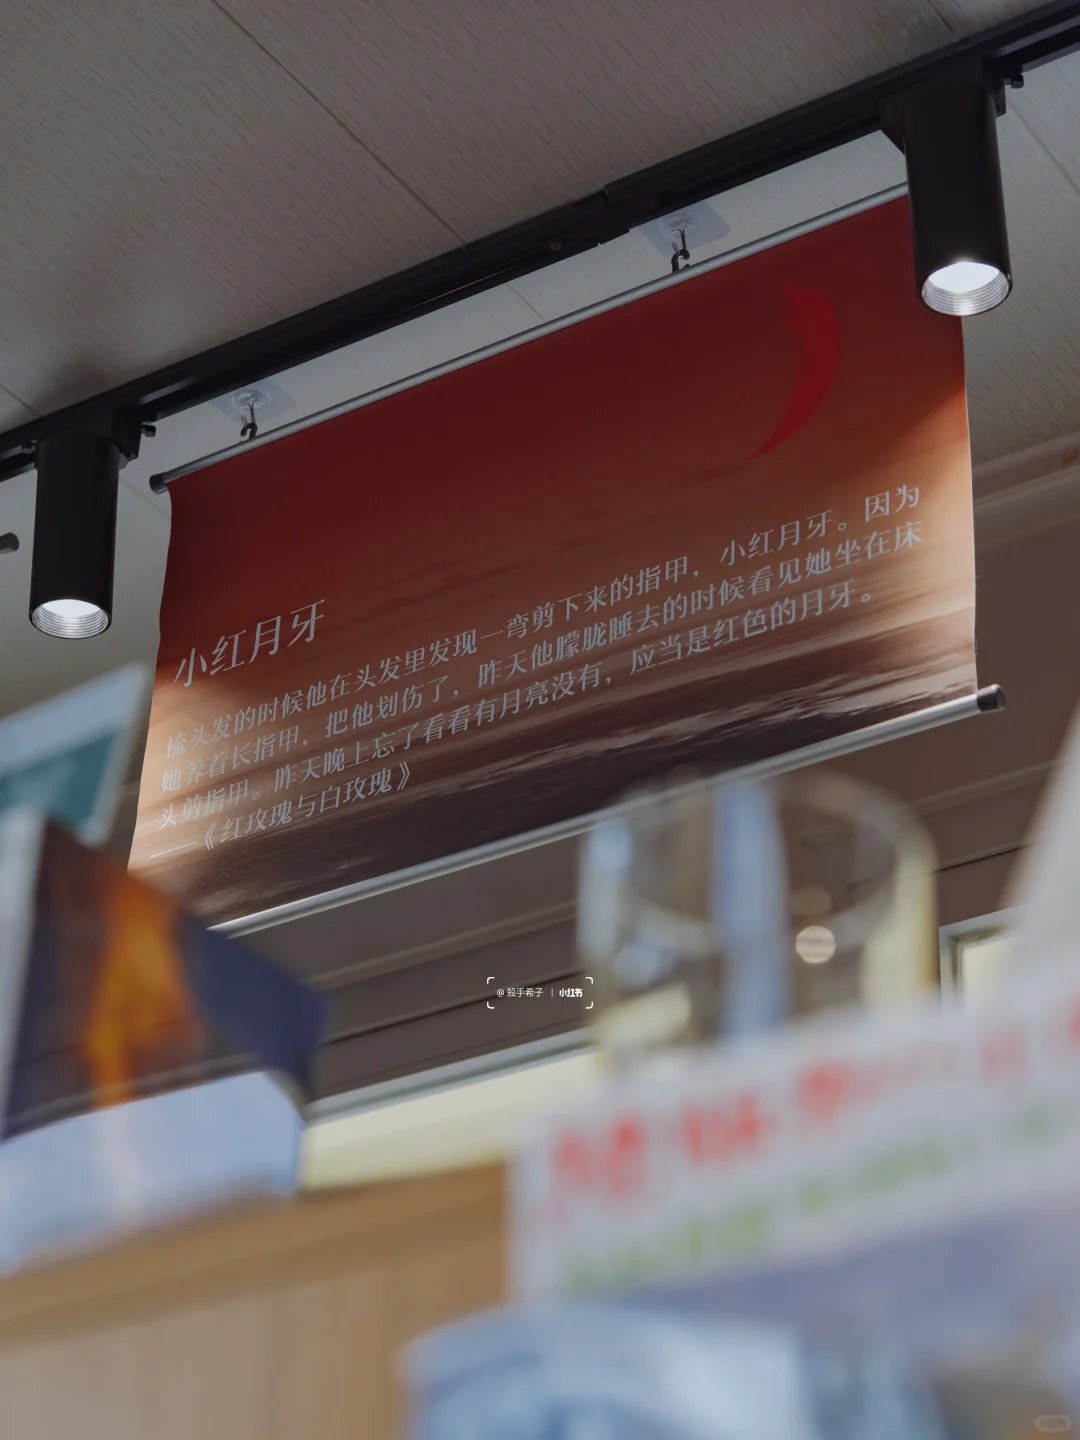 小红月牙
梳头发的时候他在头发里发现一弯剪下来的指甲，小红月牙。因为
她养着长指甲，把他划伤了，昨天他朦胧睡去的时候看见她坐在床
头剪指甲。昨天晚上忘了看看有月亮没有，应当是红色的月牙。
——《红玫瑰与白玫瑰》
@殺手希子 | 小红书
小红书